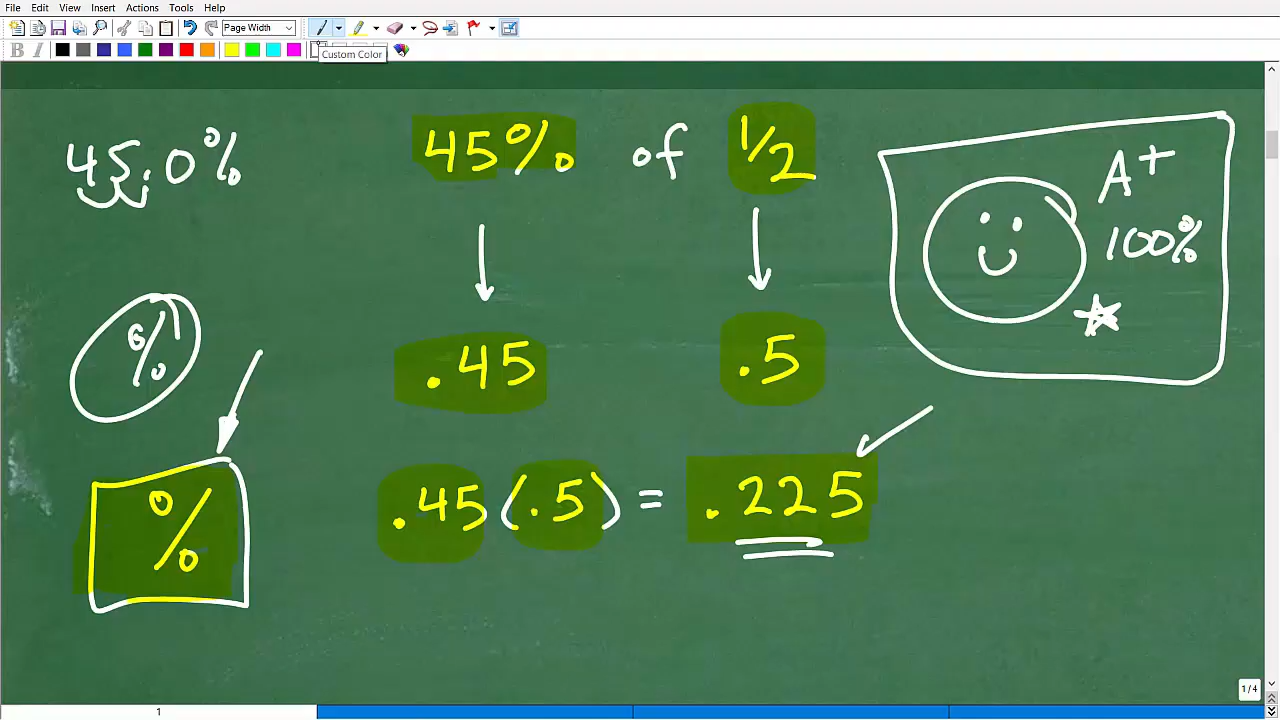 File Edit View Insert Actions Tools Help
Page Width
B I
Custom Color
45.0% 45% of 1/2
A+
100%
%
.45 .5
%
.45(.5) = .225
1/4
1